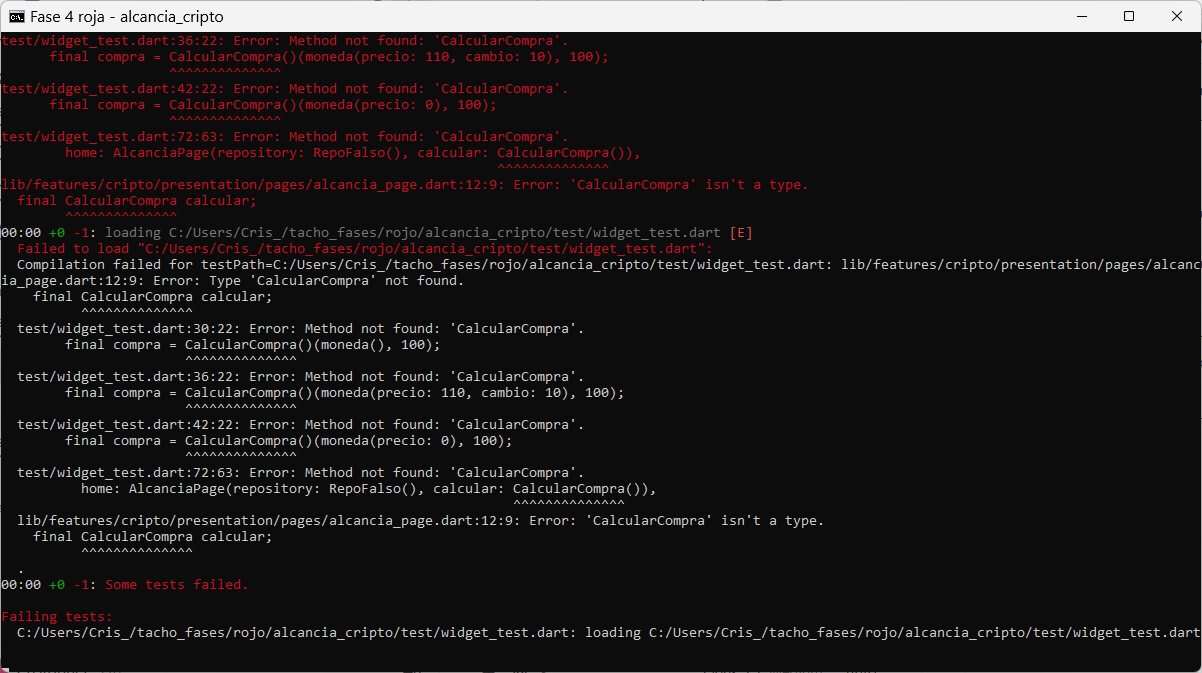 Fase 4 roja - alcancia_cripto
test/widget_test.dart:36:22: Error: Method not found: 'CalcularCompra'.
      final compra = CalcularCompra()(moneda(precio: 110, cambio: 10), 100);
                     ^^^^^^^^^^^^^^
test/widget_test.dart:42:22: Error: Method not found: 'CalcularCompra'.
      final compra = CalcularCompra()(moneda(precio: 0), 100);
                     ^^^^^^^^^^^^^^
test/widget_test.dart:72:63: Error: Method not found: 'CalcularCompra'.
        home: AlcanciaPage(repository: RepoFalso(), calcular: CalcularCompra()),
                                                              ^^^^^^^^^^^^^^
lib/features/cripto/presentation/pages/alcancia_page.dart:12:9: Error: 'CalcularCompra' isn't a type.
  final CalcularCompra calcular;
        ^^^^^^^^^^^^^^
00:00 +0 -1: loading C:/Users/Cris_/tacho_fases/rojo/alcancia_cripto/test/widget_test.dart [E]
  Failed to load "C:/Users/Cris_/tacho_fases/rojo/alcancia_cripto/test/widget_test.dart":
  Compilation failed for testPath=C:/Users/Cris_/tacho_fases/rojo/alcancia_cripto/test/widget_test.dart: lib/features/cripto/presentation/pages/alcanc
ia_page.dart:12:9: Error: Type 'CalcularCompra' not found.
    final CalcularCompra calcular;
          ^^^^^^^^^^^^^^
  test/widget_test.dart:30:22: Error: Method not found: 'CalcularCompra'.
        final compra = CalcularCompra()(moneda(), 100);
                       ^^^^^^^^^^^^^^
  test/widget_test.dart:36:22: Error: Method not found: 'CalcularCompra'.
        final compra = CalcularCompra()(moneda(precio: 110, cambio: 10), 100);
                       ^^^^^^^^^^^^^^
  test/widget_test.dart:42:22: Error: Method not found: 'CalcularCompra'.
        final compra = CalcularCompra()(moneda(precio: 0), 100);
                       ^^^^^^^^^^^^^^
  test/widget_test.dart:72:63: Error: Method not found: 'CalcularCompra'.
          home: AlcanciaPage(repository: RepoFalso(), calcular: CalcularCompra()),
                                                                ^^^^^^^^^^^^^^
  lib/features/cripto/presentation/pages/alcancia_page.dart:12:9: Error: 'CalcularCompra' isn't a type.
    final CalcularCompra calcular;
          ^^^^^^^^^^^^^^
  .
00:00 +0 -1: Some tests failed.
Failing tests:
  C:/Users/Cris_/tacho_fases/rojo/alcancia_cripto/test/widget_test.dart: loading C:/Users/Cris_/tacho_fases/rojo/alcancia_cripto/test/widget_test.dart